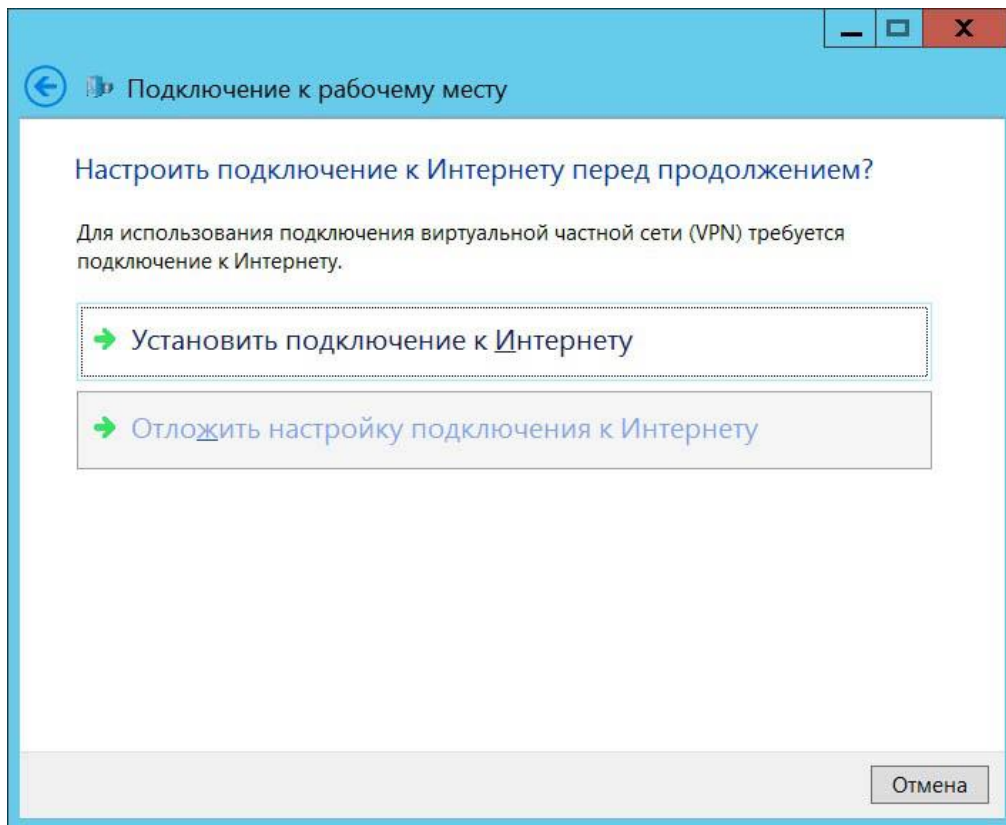 Подключение к рабочему месту
Настроить подключение к Интернету перед продолжением?
Для использования подключения виртуальной частной сети (VPN) требуется
подключение к Интернету.
Установить подключение к Интернету
Отложить настройку подключения к Интернету
Отмена